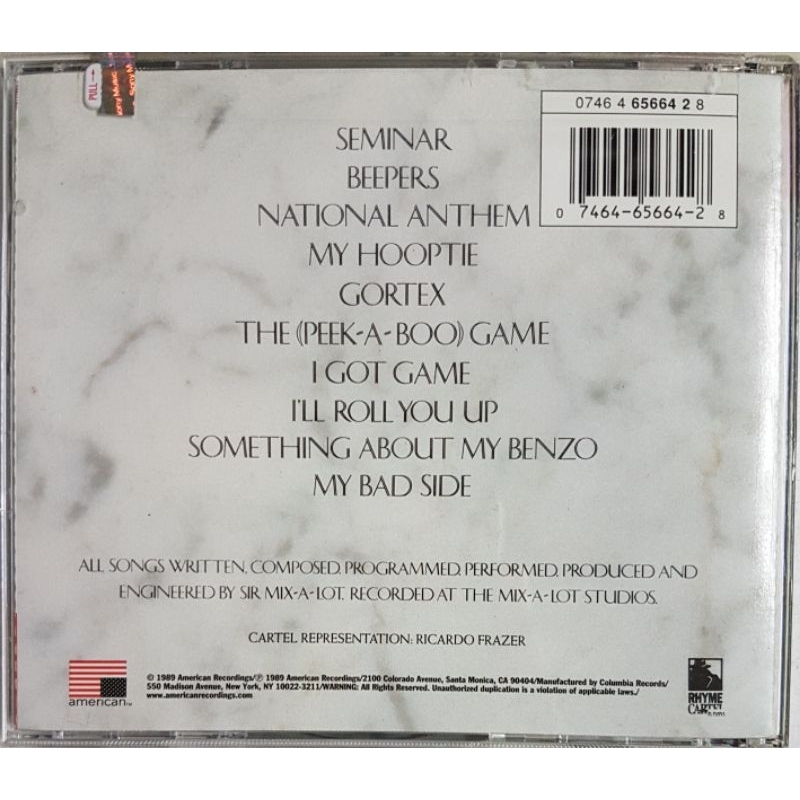 PULL→
Sony Music
Sony M
0746 4 65664 2 8
0 7464-65664-2 8
SEMINAR
BEEPERS
NATIONAL ANTHEM
MY HOOPTIE
GORTEX
THE (PEEK-A-BOO) GAME
I GOT GAME
I'LL ROLL YOU UP
SOMETHING ABOUT MY BENZO
MY BAD SIDE
ALL SONGS WRITTEN, COMPOSED, PROGRAMMED, PERFORMED, PRODUCED AND
ENGINEERED BY SIR MIX-A-LOT. RECORDED AT THE MIX-A-LOT STUDIOS.
CARTEL REPRESENTATION: RICARDO FRAZER
american™
© 1989 American Recordings/℗ 1989 American Recordings/2100 Colorado Avenue, Santa Monica, CA 90404/Manufactured by Columbia Records/
550 Madison Avenue, New York, NY 10022-3211/WARNING: All Rights Reserved. Unauthorized duplication is a violation of applicable laws./
www.americanrecordings.com
RHYME
CARTEL